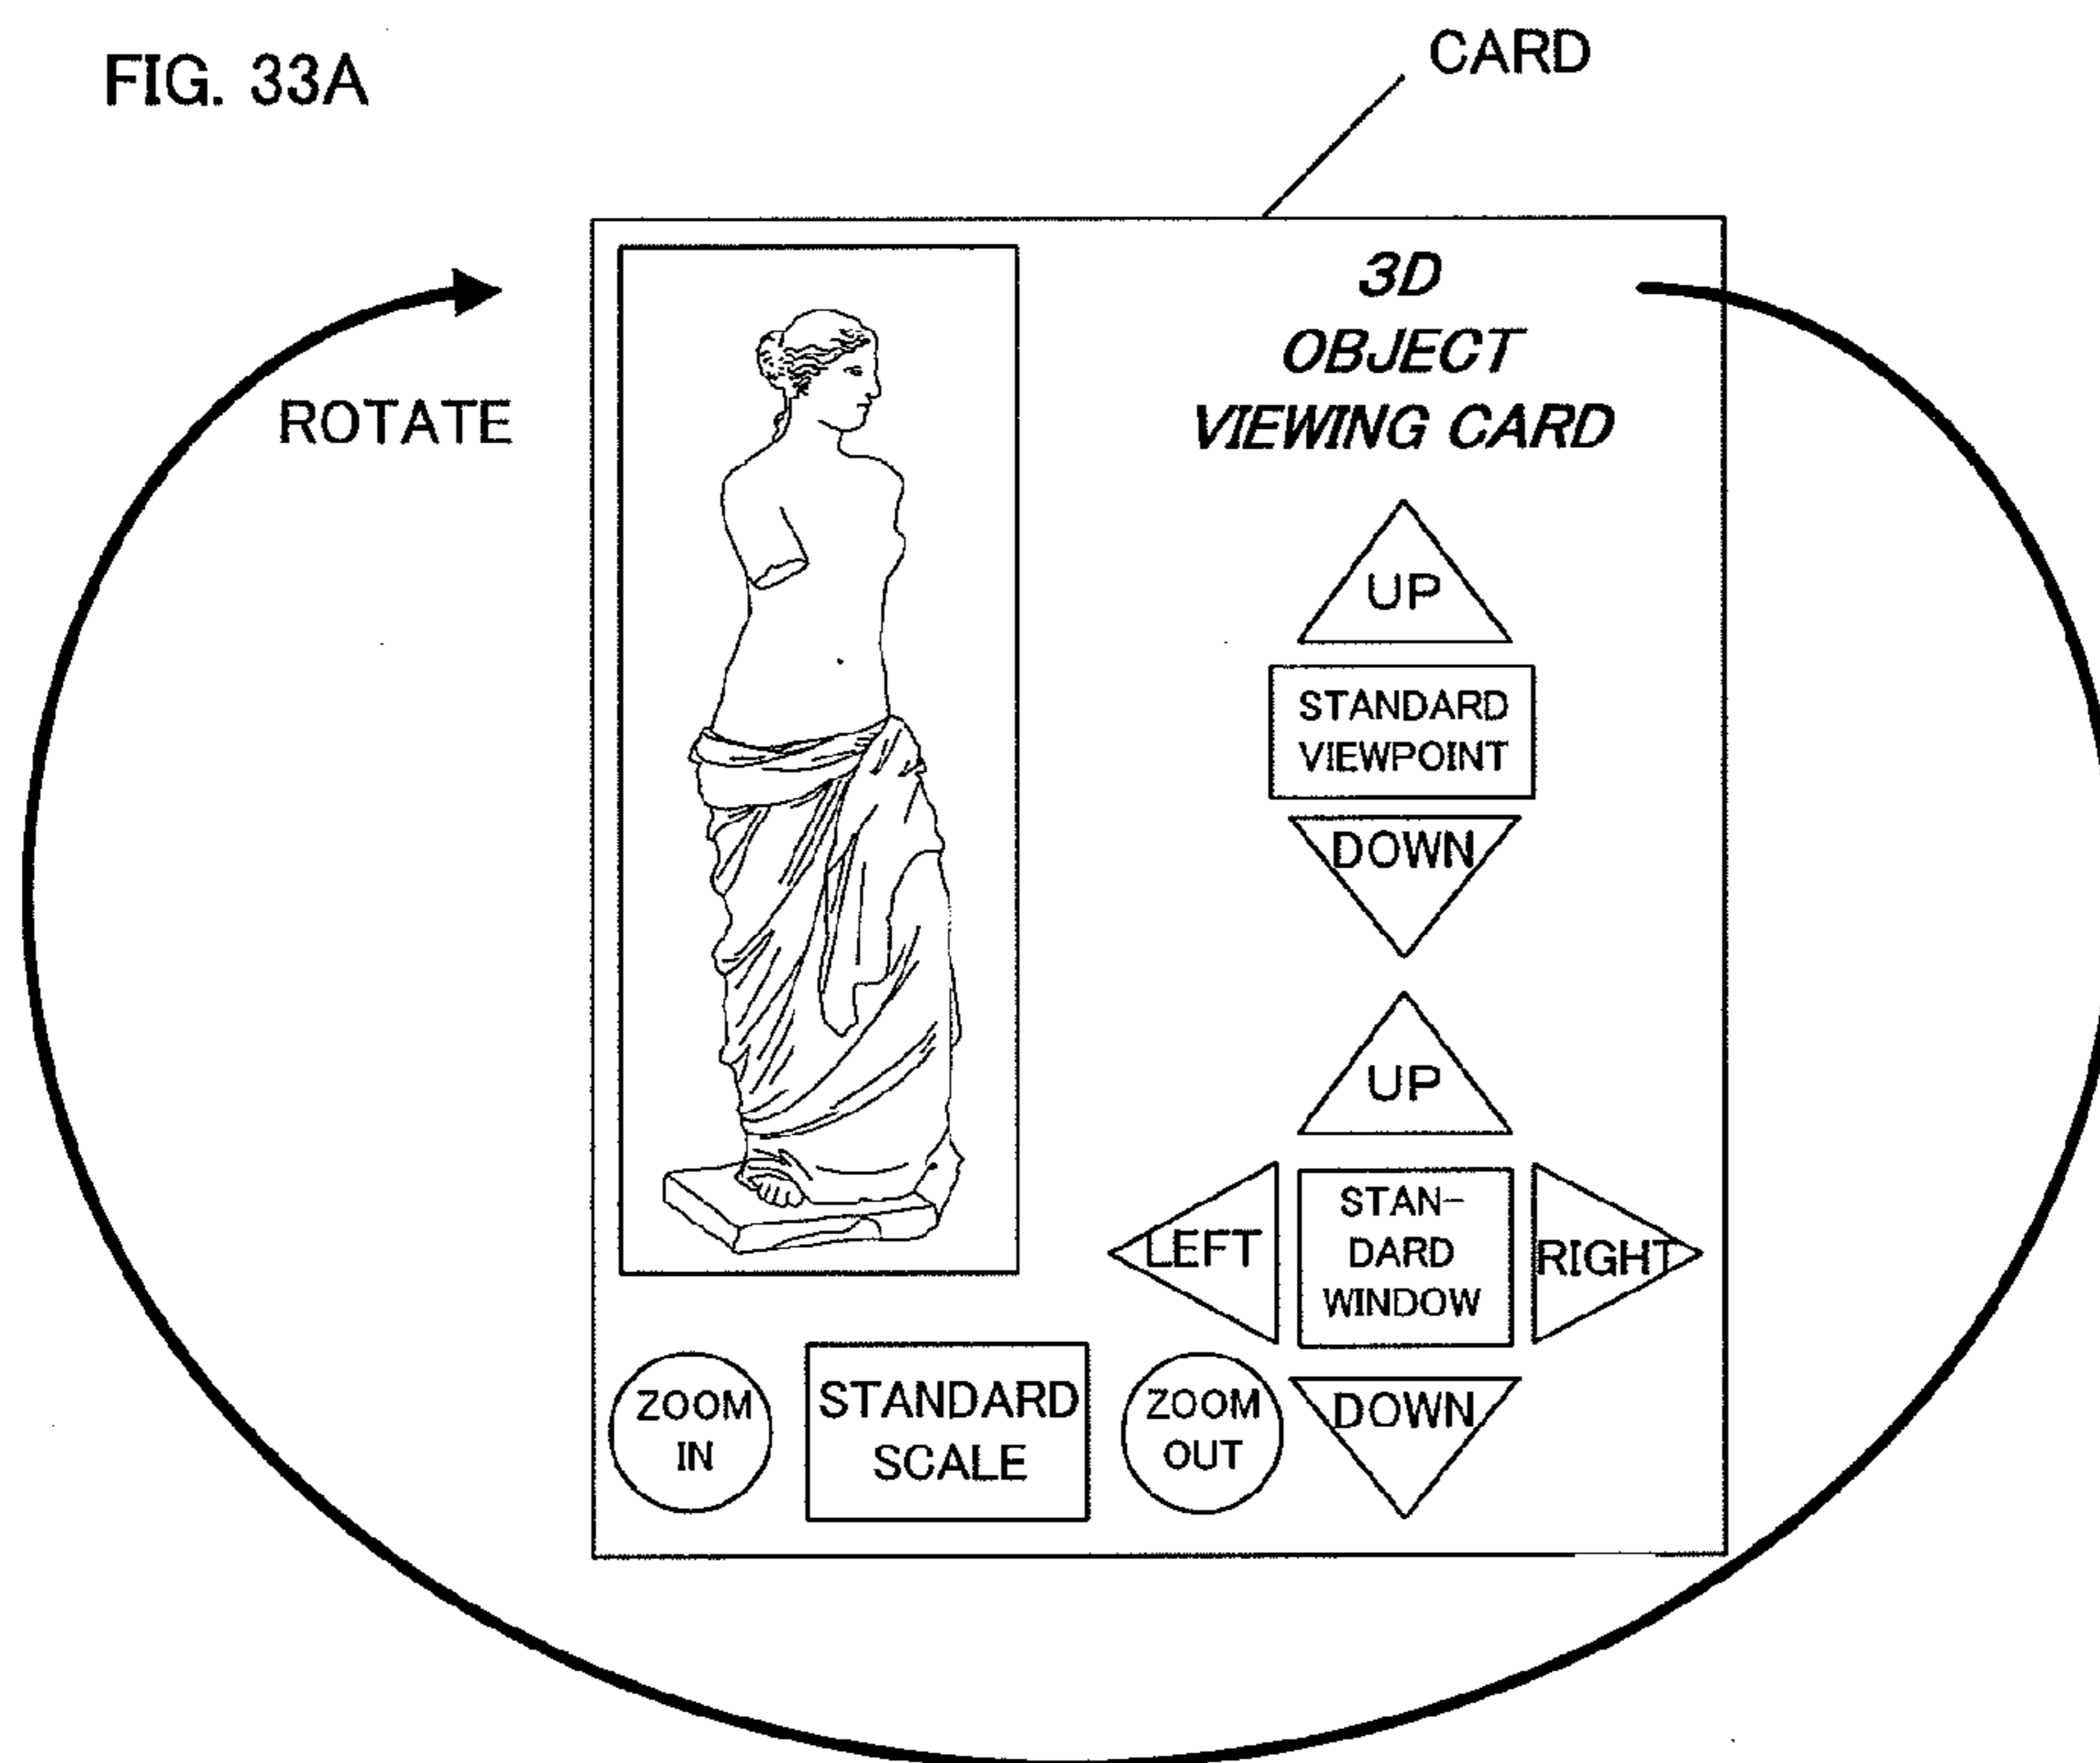 FIG. 33A
CARD
ROTATE
3D
OBJECT
VIEWING CARD
UP
STANDARD
VIEWPOINT
DOWN
UP
LEFT
STAN-
DARD
WINDOW
RIGHT
ZOOM
IN
STANDARD
SCALE
ZOOM
OUT
DOWN